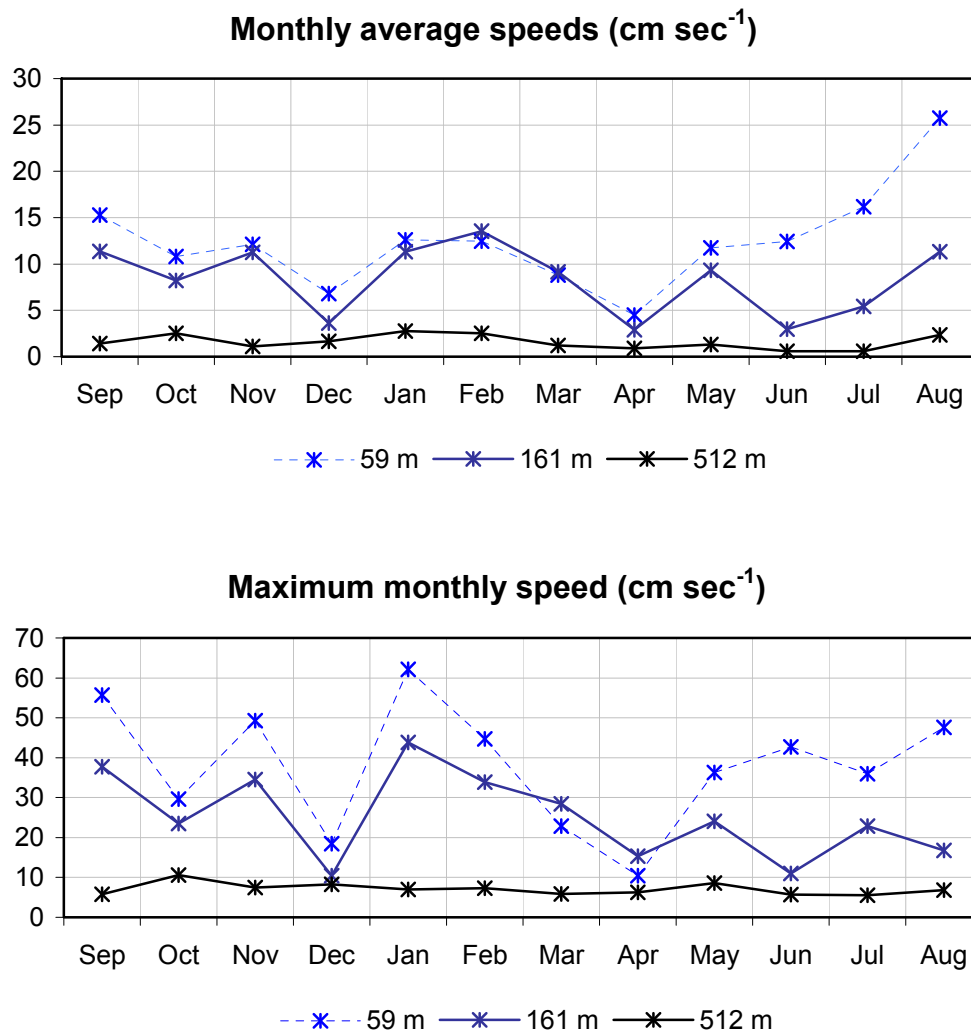 Monthly average speeds (cm sec⁻¹)
30
25
20
15
10
5
0
Sep Oct Nov Dec Jan Feb Mar Apr May Jun Jul Aug
59 m 161 m 512 m
Maximum monthly speed (cm sec⁻¹)
70
60
50
40
30
20
10
0
Sep Oct Nov Dec Jan Feb Mar Apr May Jun Jul Aug
59 m 161 m 512 m